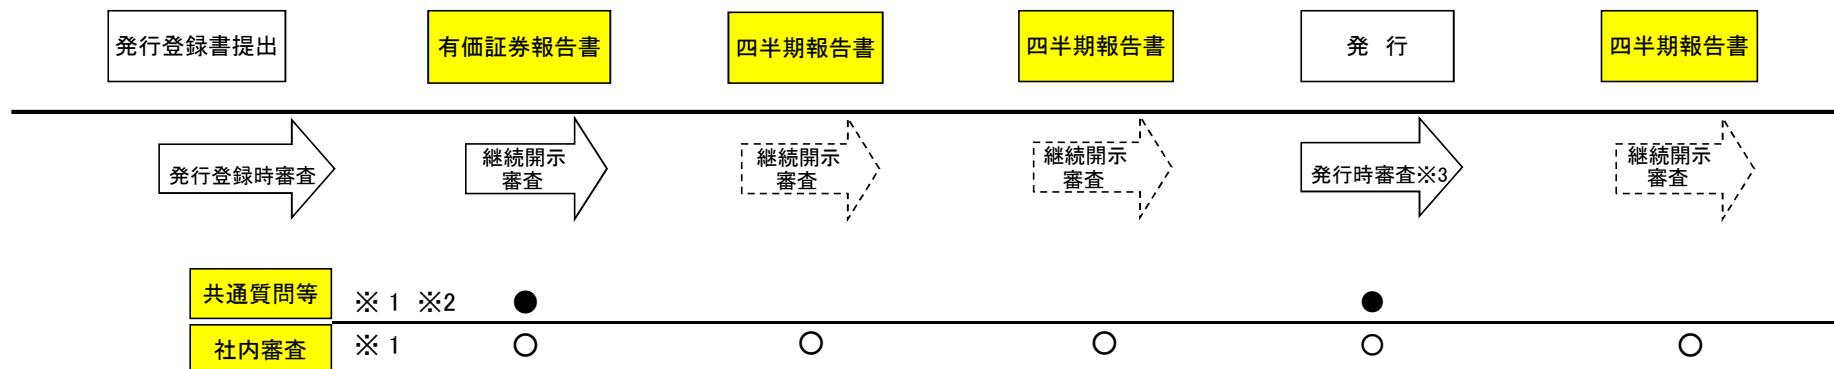 発行登録書提出
有価証券報告書
四半期報告書
四半期報告書
発 行
四半期報告書
発行登録時審査
継続開示
審査
継続開示
審査
継続開示
審査
発行時審査※3
継続開示
審査
共通質問等
※1 ※2
●
●
社内審査
※1
○
○
○
○
○